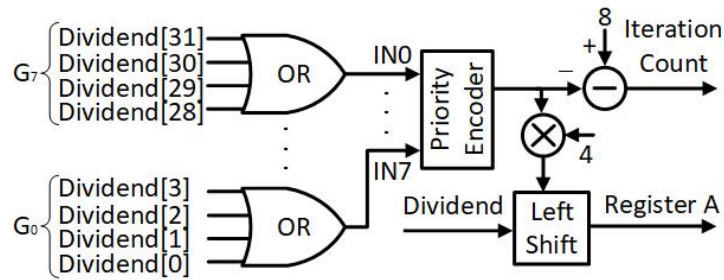 G7
Dividend[31]
Dividend[30]
Dividend[29]
Dividend[28]
OR
IN0
Priority
Encoder
8
+
−
−
Iteration
Count
×
4
G0
Dividend[3]
Dividend[2]
Dividend[1]
Dividend[0]
OR
IN7
Dividend
Left
Shift
Register A